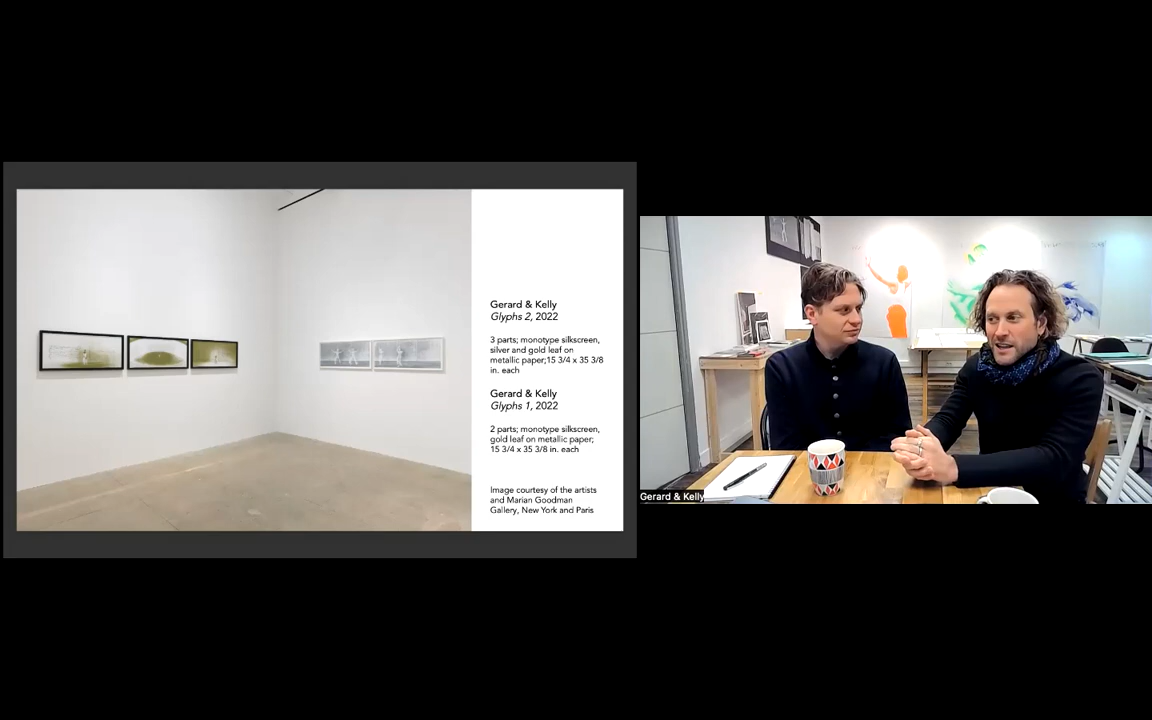 Gerard & Kelly
Glyphs 2, 2022
3 parts; monotype silkscreen,
silver and gold leaf on
metallic paper;15 3/4 x 35 3/8
in. each
Gerard & Kelly
Glyphs 1, 2022
2 parts; monotype silkscreen,
gold leaf on metallic paper;
15 3/4 x 35 3/8 in. each
Image courtesy of the artists
and Marian Goodman
Gallery, New York and Paris
Gerard & Kelly